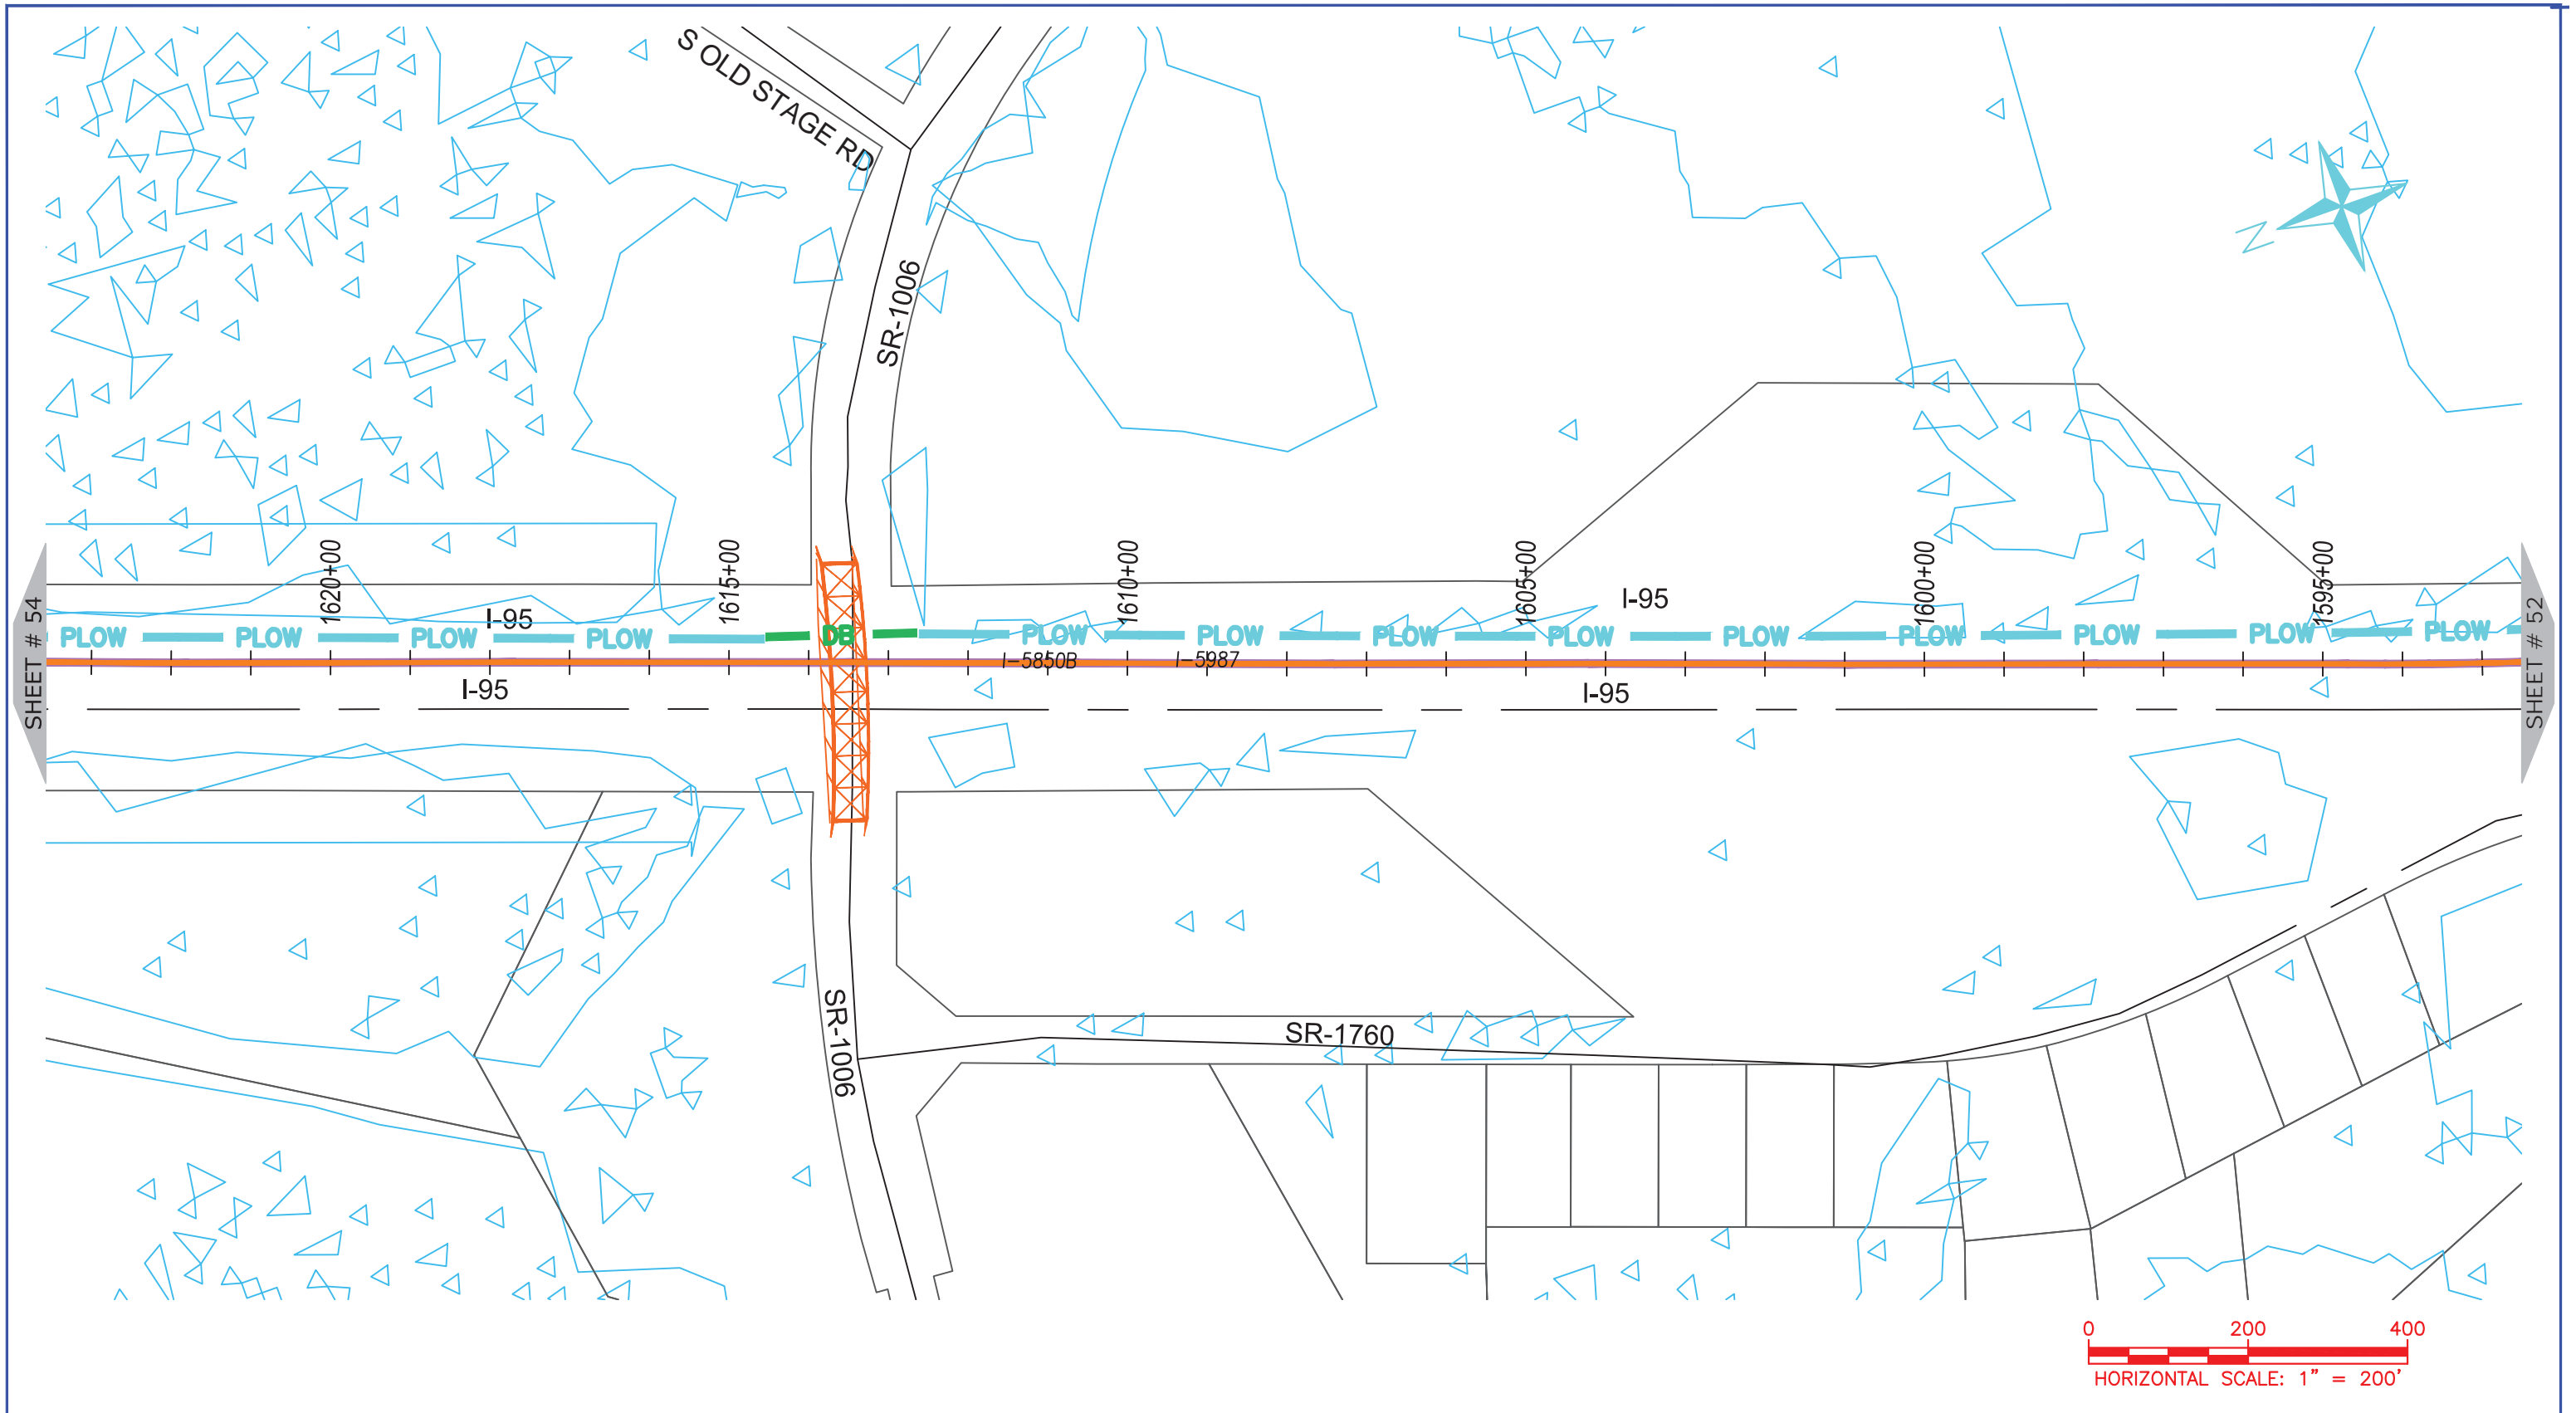 S OLD STAGE RD
N
SR-1006
1620+00
1615+00
1610+00
1605+00
1600+00
1595+00
I-95
I-95
SHEET # 54
PLOW PLOW PLOW PLOW DB PLOW PLOW PLOW PLOW PLOW PLOW PLOW PLOW PLOW
SHEET # 52
I-5850B
I-5987
I-95
I-95
SR-1006
SR-1760
0 200 400
HORIZONTAL SCALE: 1" = 200'